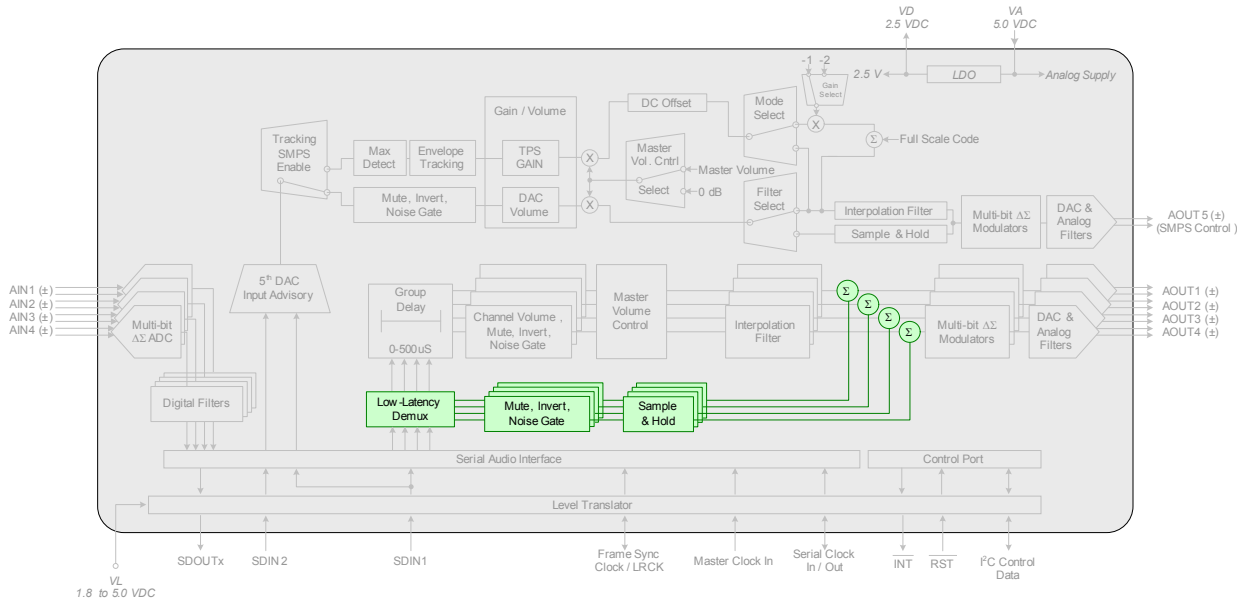 VD
2.5 VDC
VA
5.0 VDC
-1 -2
2.5 V
LDO
Analog Supply
Gain
Select
Gain / Volume
DC Offset
Mode
Select
X
Σ
Full Scale Code
Tracking
SMPS
Enable
Max
Detect
Envelope
Tracking
TPS
GAIN
X
Master
Vol. Cntrl
Select
Master Volume
0 dB
Mute, Invert,
Noise Gate
DAC
Volume
X
Filter
Select
Interpolation Filter
Sample & Hold
Multi-bit ΔΣ
Modulators
DAC &
Analog
Filters
AOUT5 (±)
(SMPS Control)
AIN1 (±)
AIN2 (±)
AIN3 (±)
AIN4 (±)
Multi-bit
ΔΣ ADC
5th DAC
Input Advisory
Group
Delay
0-500uS
Channel Volume,
Mute, Invert,
Noise Gate
Master
Volume
Control
Interpolation
Filter
Σ
Σ
Σ
Σ
Multi-bit ΔΣ
Modulators
DAC &
Analog
Filters
AOUT1 (±)
AOUT2 (±)
AOUT3 (±)
AOUT4 (±)
Digital Filters
Low-Latency
Demux
Mute, Invert,
Noise Gate
Sample
& Hold
Serial Audio Interface
Control Port
Level Translator
VL
1.8 to 5.0 VDC
SDOUTx
SDIN2
SDIN1
Frame Sync
Clock / LRCK
Master Clock In
Serial Clock
In / Out
INT
RST
I²C Control
Data